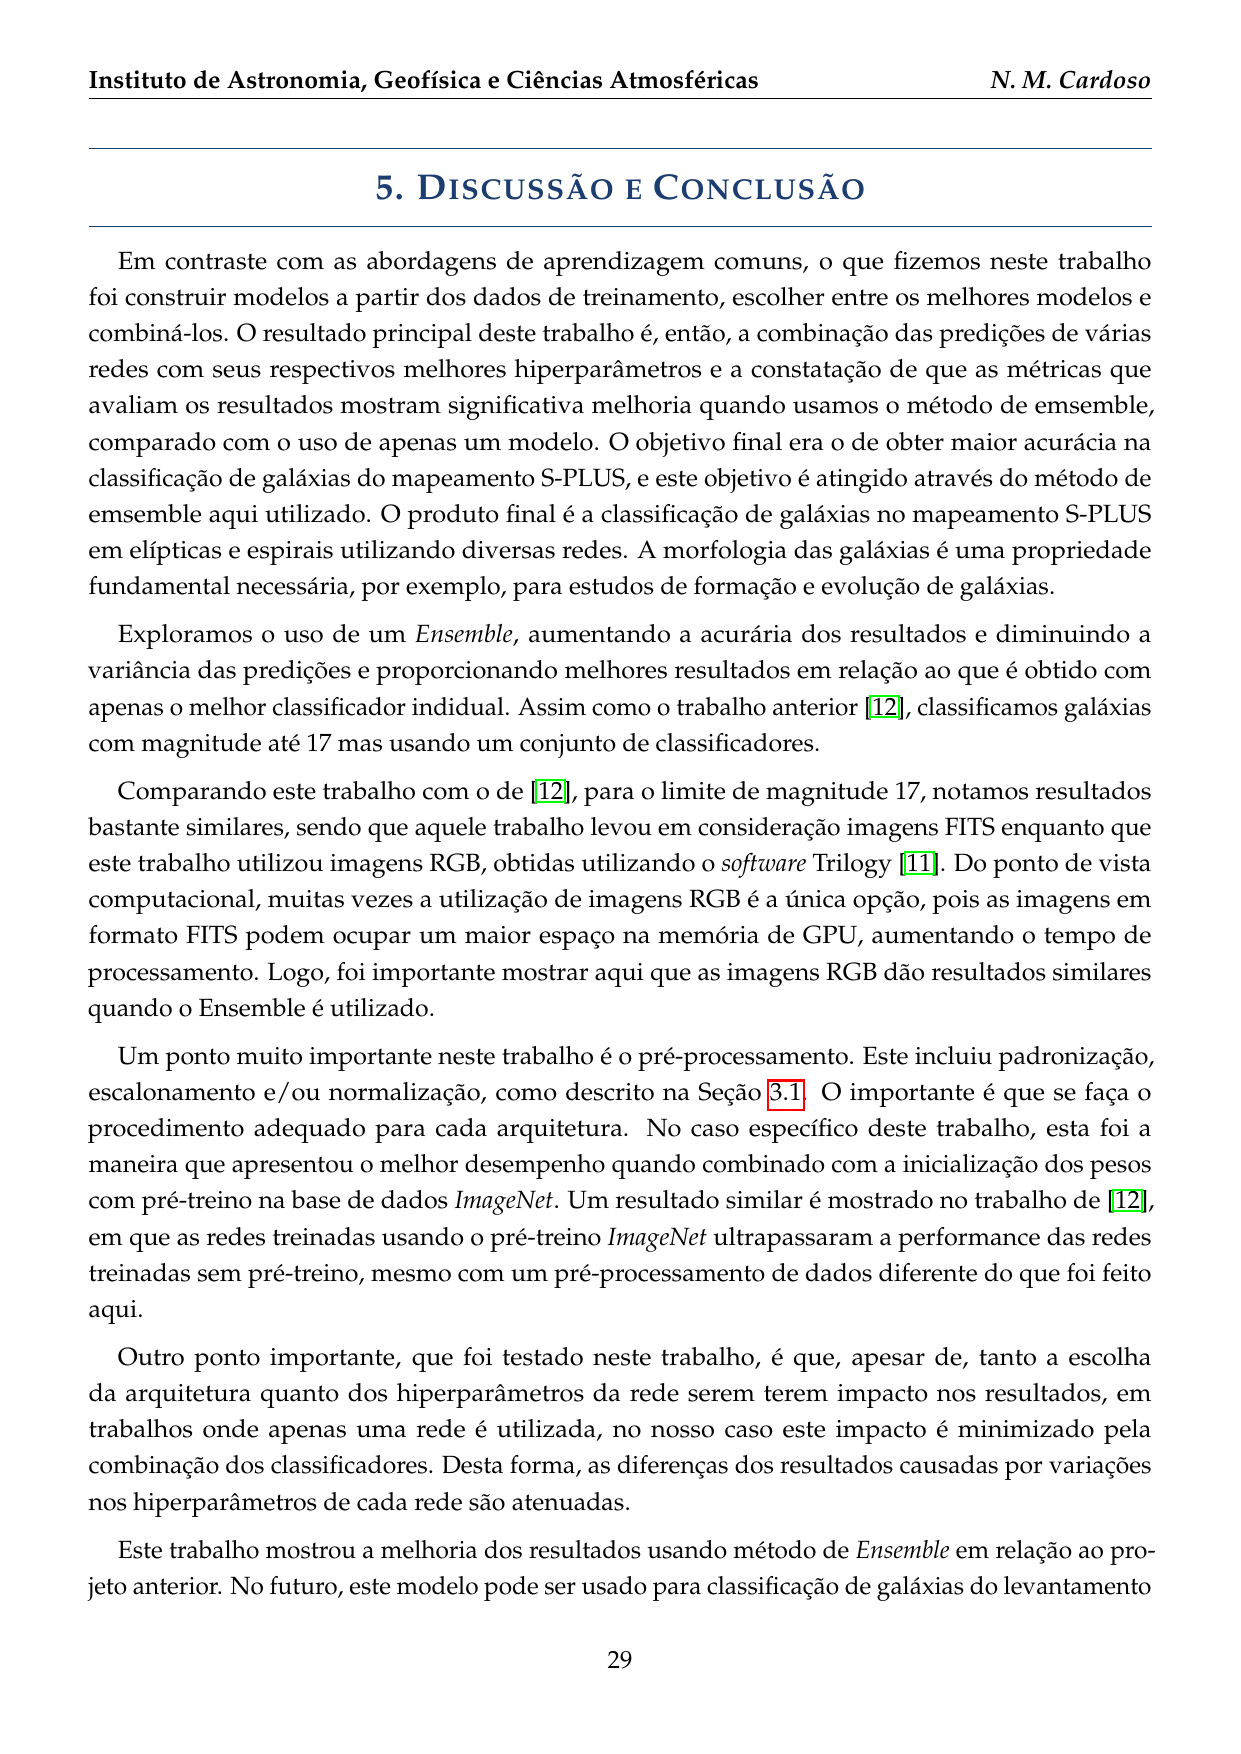 Instituto de Astronomia, Geofísica e Ciências Atmosféricas N. M. Cardoso
5. DISCUSSÃO E CONCLUSÃO
Em contraste com as abordagens de aprendizagem comuns, o que fizemos neste trabalho
foi construir modelos a partir dos dados de treinamento, escolher entre os melhores modelos e
combiná-los. O resultado principal deste trabalho é, então, a combinação das predições de várias
redes com seus respectivos melhores hiperparâmetros e a constatação de que as métricas que
avaliam os resultados mostram significativa melhoria quando usamos o método de emsemble,
comparado com o uso de apenas um modelo. O objetivo final era o de obter maior acurácia na
classificação de galáxias do mapeamento S-PLUS, e este objetivo é atingido através do método de
emsemble aqui utilizado. O produto final é a classificação de galáxias no mapeamento S-PLUS
em elípticas e espirais utilizando diversas redes. A morfologia das galáxias é uma propriedade
fundamental necessária, por exemplo, para estudos de formação e evolução de galáxias.
Exploramos o uso de um Ensemble, aumentando a acurária dos resultados e diminuindo a
variância das predições e proporcionando melhores resultados em relação ao que é obtido com
apenas o melhor classificador indidual. Assim como o trabalho anterior [12], classificamos galáxias
com magnitude até 17 mas usando um conjunto de classificadores.
Comparando este trabalho com o de [12], para o limite de magnitude 17, notamos resultados
bastante similares, sendo que aquele trabalho levou em consideração imagens FITS enquanto que
este trabalho utilizou imagens RGB, obtidas utilizando o software Trilogy [11]. Do ponto de vista
computacional, muitas vezes a utilização de imagens RGB é a única opção, pois as imagens em
formato FITS podem ocupar um maior espaço na memória de GPU, aumentando o tempo de
processamento. Logo, foi importante mostrar aqui que as imagens RGB dão resultados similares
quando o Ensemble é utilizado.
Um ponto muito importante neste trabalho é o pré-processamento. Este incluiu padronização,
escalonamento e/ou normalização, como descrito na Seção 3.1. O importante é que se faça o
procedimento adequado para cada arquitetura. No caso específico deste trabalho, esta foi a
maneira que apresentou o melhor desempenho quando combinado com a inicialização dos pesos
com pré-treino na base de dados ImageNet. Um resultado similar é mostrado no trabalho de [12],
em que as redes treinadas usando o pré-treino ImageNet ultrapassaram a performance das redes
treinadas sem pré-treino, mesmo com um pré-processamento de dados diferente do que foi feito
aqui.
Outro ponto importante, que foi testado neste trabalho, é que, apesar de, tanto a escolha
da arquitetura quanto dos hiperparâmetros da rede serem terem impacto nos resultados, em
trabalhos onde apenas uma rede é utilizada, no nosso caso este impacto é minimizado pela
combinação dos classificadores. Desta forma, as diferenças dos resultados causadas por variações
nos hiperparâmetros de cada rede são atenuadas.
Este trabalho mostrou a melhoria dos resultados usando método de Ensemble em relação ao pro-
jeto anterior. No futuro, este modelo pode ser usado para classificação de galáxias do levantamento
29